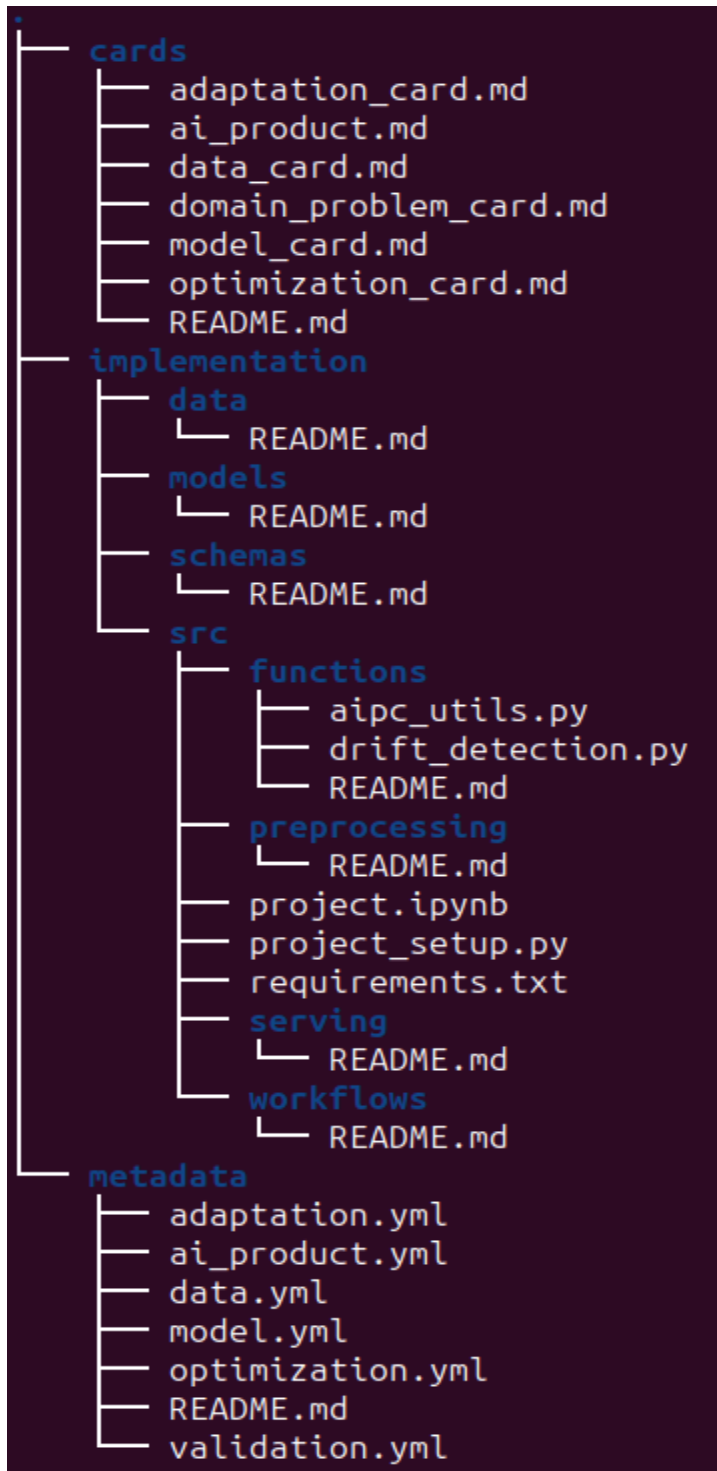 .
├── cards
│   ├── adaptation_card.md
│   ├── ai_product.md
│   ├── data_card.md
│   ├── domain_problem_card.md
│   ├── model_card.md
│   ├── optimization_card.md
│   └── README.md
├── implementation
│   ├── data
│   │   └── README.md
│   ├── models
│   │   └── README.md
│   ├── schemas
│   │   └── README.md
│   └── src
│       ├── functions
│       │   ├── aipc_utils.py
│       │   ├── drift_detection.py
│       │   └── README.md
│       ├── preprocessing
│       │   └── README.md
│       ├── project.ipynb
│       ├── project_setup.py
│       ├── requirements.txt
│       ├── serving
│       │   └── README.md
│       └── workflows
│           └── README.md
└── metadata
    ├── adaptation.yml
    ├── ai_product.yml
    ├── data.yml
    ├── model.yml
    ├── optimization.yml
    ├── README.md
    └── validation.yml